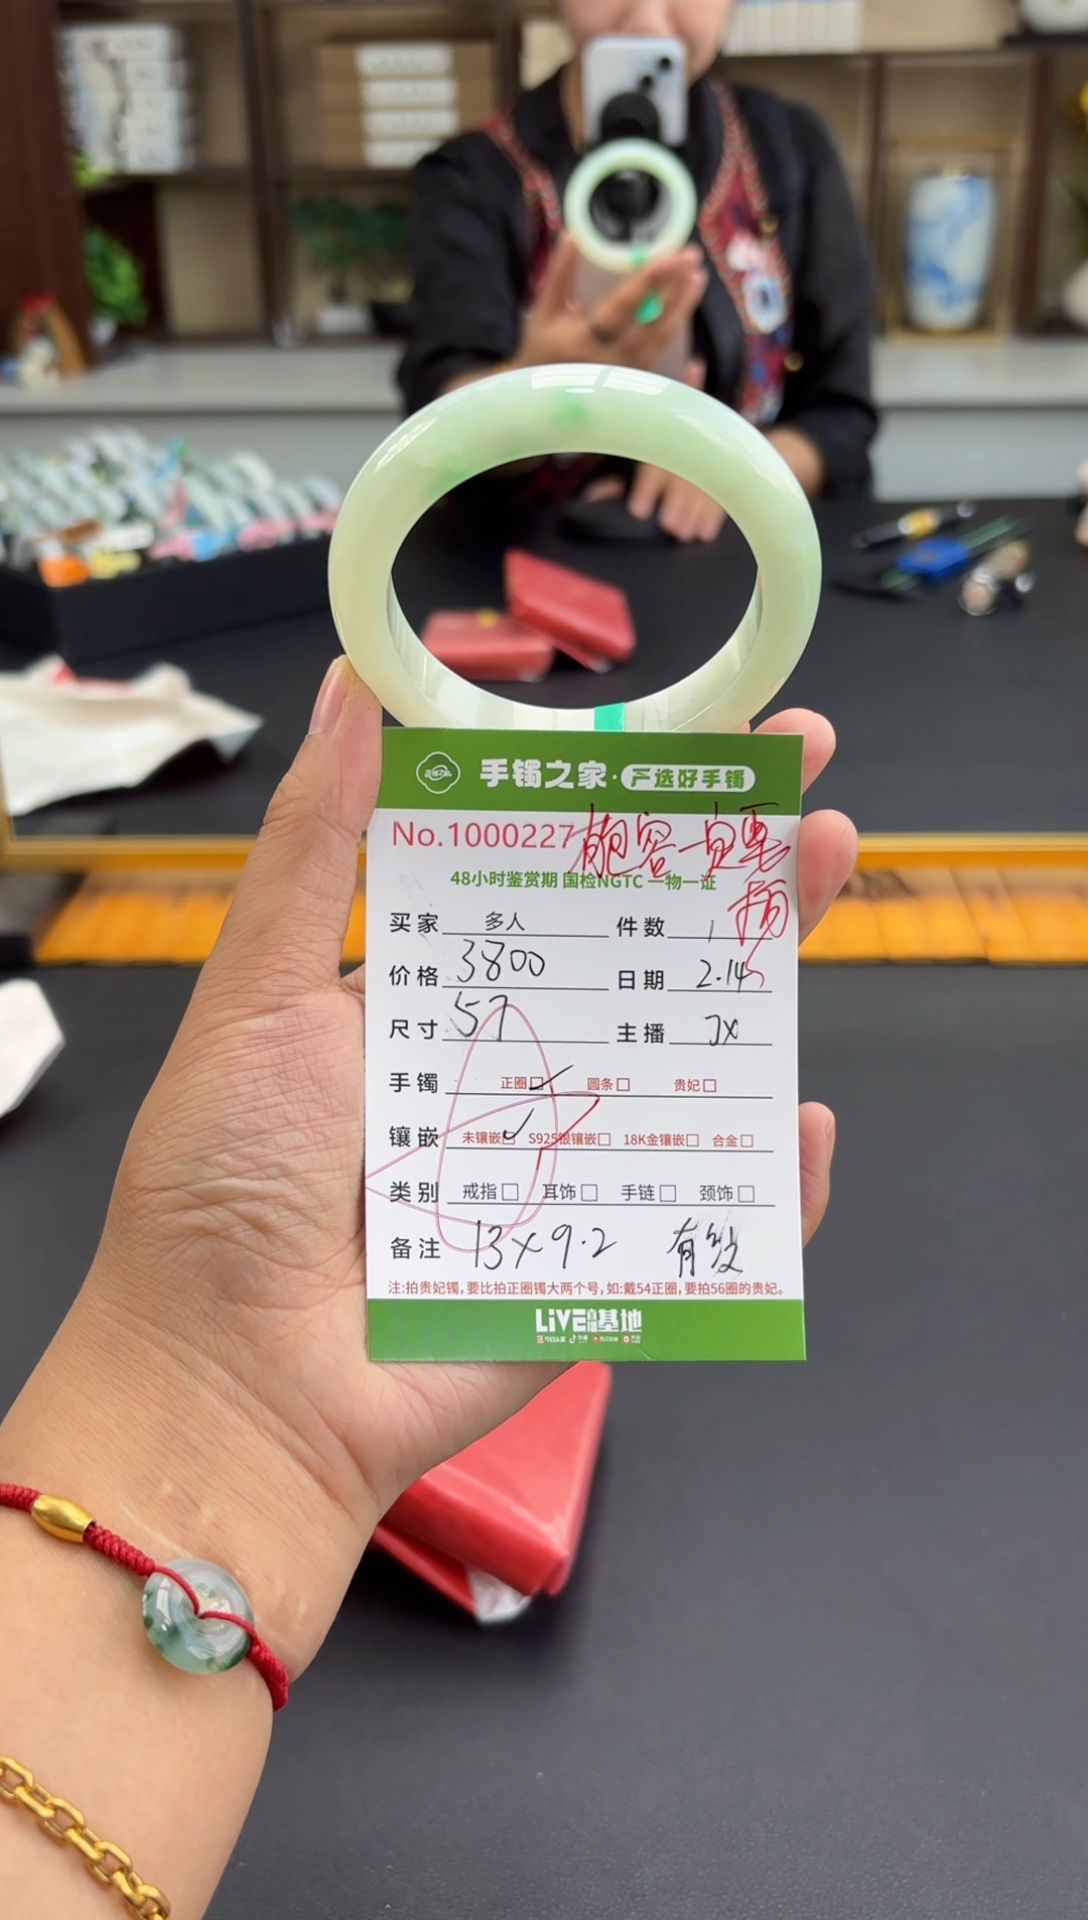 手镯之家·严选好手镯
No.1000227
48小时鉴赏期 国检NGTC 一物一证
买家 多人 件数 1
价格 3800 日期 2.14
尺寸 57 主播 JX
手镯 正圈☑ 圆条□ 贵妃□
镶嵌 未镶嵌☑ S925银镶嵌□ 18K金镶嵌□ 合金□
类别 戒指□ 耳饰□ 手链□ 颈饰□
备注 13×9.2 有纹
注:拍贵妃镯,要比拍正圈镯大两个号,如:戴54正圈,要拍56圈的贵妃。
LiVE直播基地